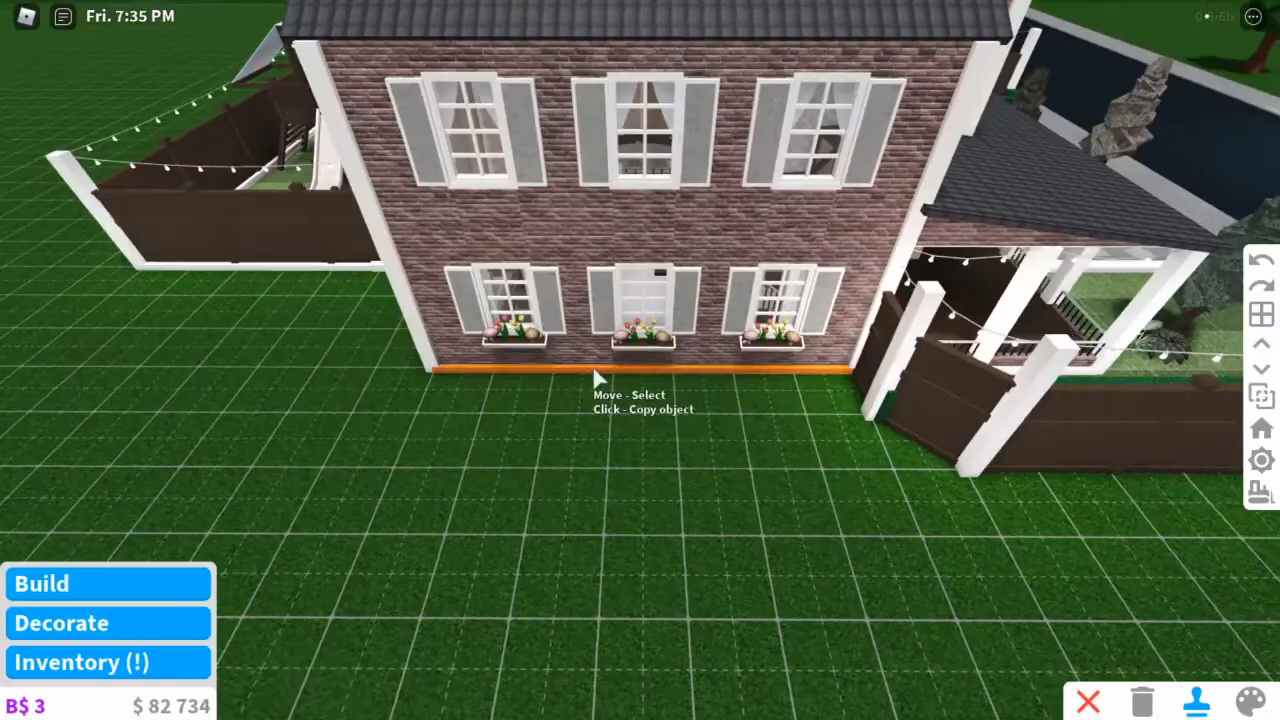 Fri. 7:35 PM
Move - Select
Click - Copy object
Build
Decorate
Inventory (!)
B$ 3
$ 82 734